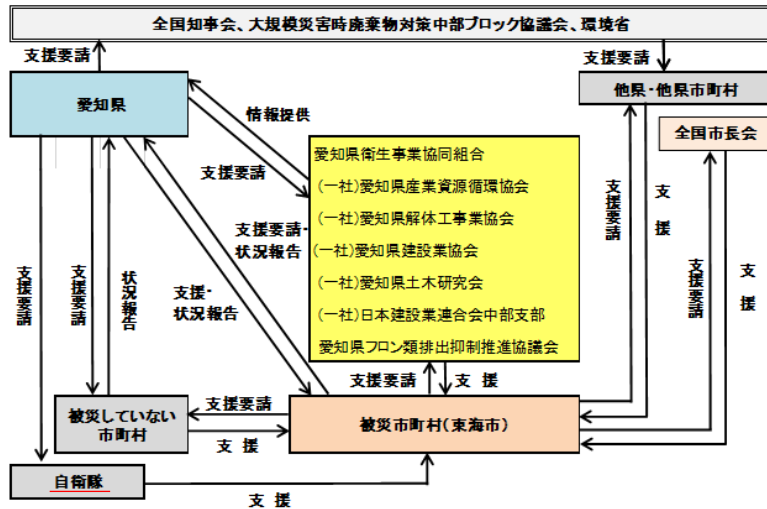 全国知事会、大規模災害時廃棄物対策中部ブロック協議会、環境省
支援要請
支援要請
愛知県
他県・他県市町村
情報提供
全国市長会
支援要請
愛知県衛生事業協同組合
(一社)愛知県産業資源循環協会
(一社)愛知県解体工事業協会
(一社)愛知県建設業協会
(一社)愛知県土木研究会
(一社)日本建設業連合会中部支部
愛知県フロン類排出抑制推進協議会
支援要請・
状況報告
支援・
状況報告
支援要請
支援要請
状況報告
支援要請
支 援
支援要請
支 援
支援要請
支 援
被災していない
市町村
支援要請
支 援
被災市町村(東海市)
自衛隊
支 援